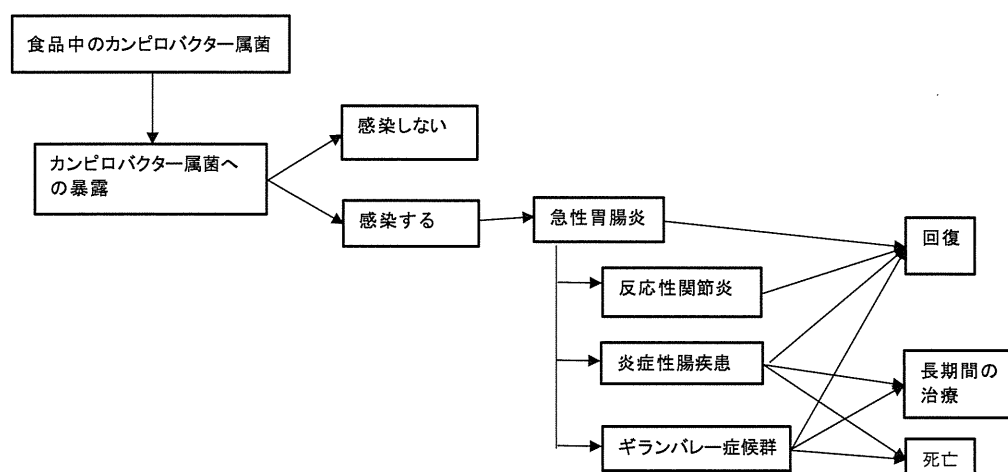 食品中のカンピロバクター属菌
カンピロバクター属菌へ
の暴露
感染しない
感染する
急性胃腸炎
反応性関節炎
炎症性腸疾患
ギランバレー症候群
回復
長期間の
治療
死亡